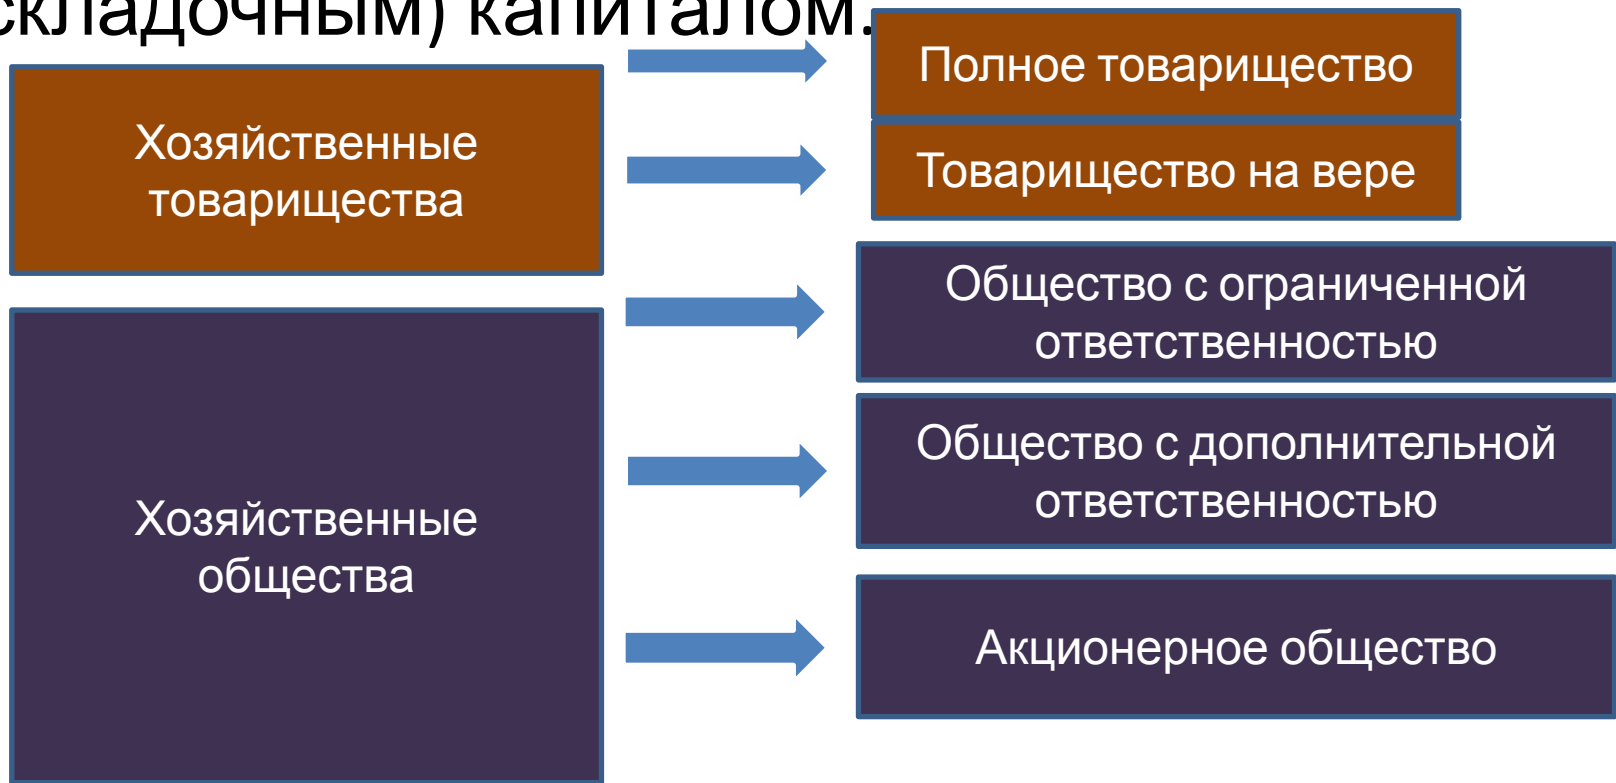 складочным) капиталом.
Хозяйственные
товарищества
Полное товарищество
Товарищество на вере
Хозяйственные
общества
Общество с ограниченной
ответственностью
Общество с дополнительной
ответственностью
Акционерное общество